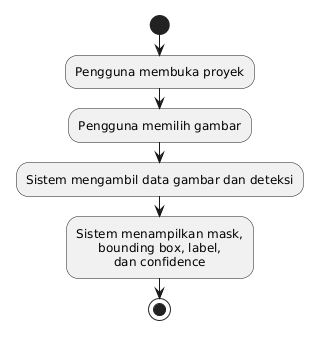 Pengguna membuka proyek
Pengguna memilih gambar
Sistem mengambil data gambar dan deteksi
Sistem menampilkan mask,
bounding box, label,
dan confidence